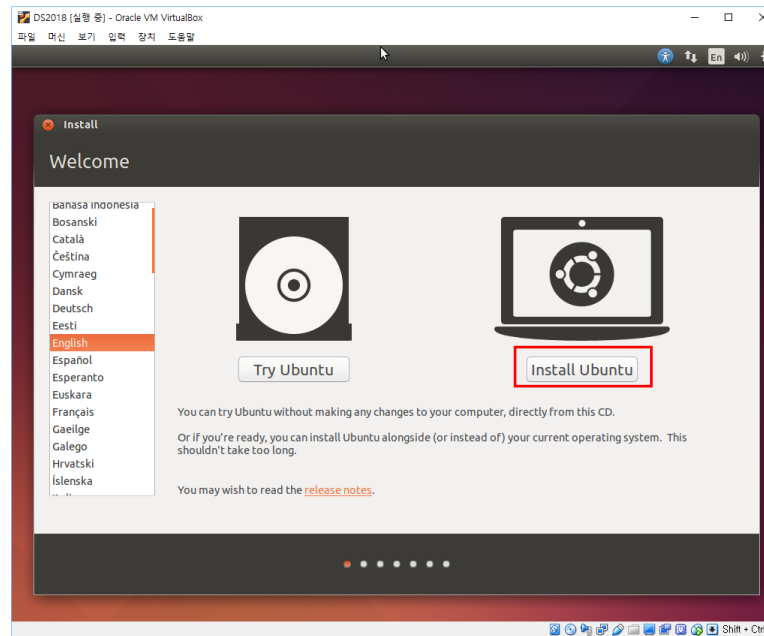 DS2018 [실행 중] - Oracle VM VirtualBox
파일 머신 보기 입력 장치 도움말
En
Install
Welcome
Bahasa Indonesia
Bosanski
Català
Čeština
Cymraeg
Dansk
Deutsch
Eesti
English
Español
Esperanto
Euskara
Français
Gaeilge
Galego
Hrvatski
Íslenska
Try Ubuntu
Install Ubuntu
You can try Ubuntu without making any changes to your computer, directly from this CD.
Or if you're ready, you can install Ubuntu alongside (or instead of) your current operating system. This
shouldn't take too long.
You may wish to read the release notes.
Shift + Ctrl